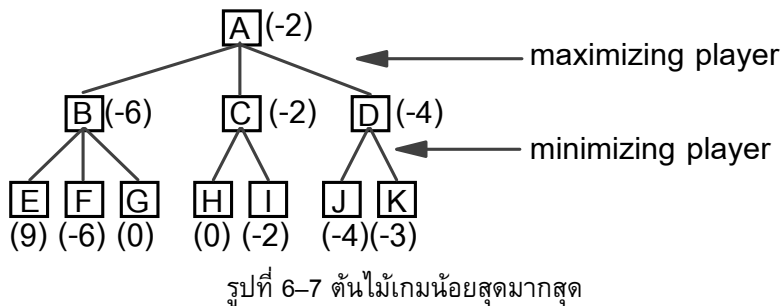 A (-2)
maximizing player
B (-6) C (-2) D (-4)
minimizing player
E F G H I J K
(9) (-6) (0) (0) (-2) (-4) (-3)
รูปที่ 6–7 ต้นไม้เกมน้อยสุดมากสุด